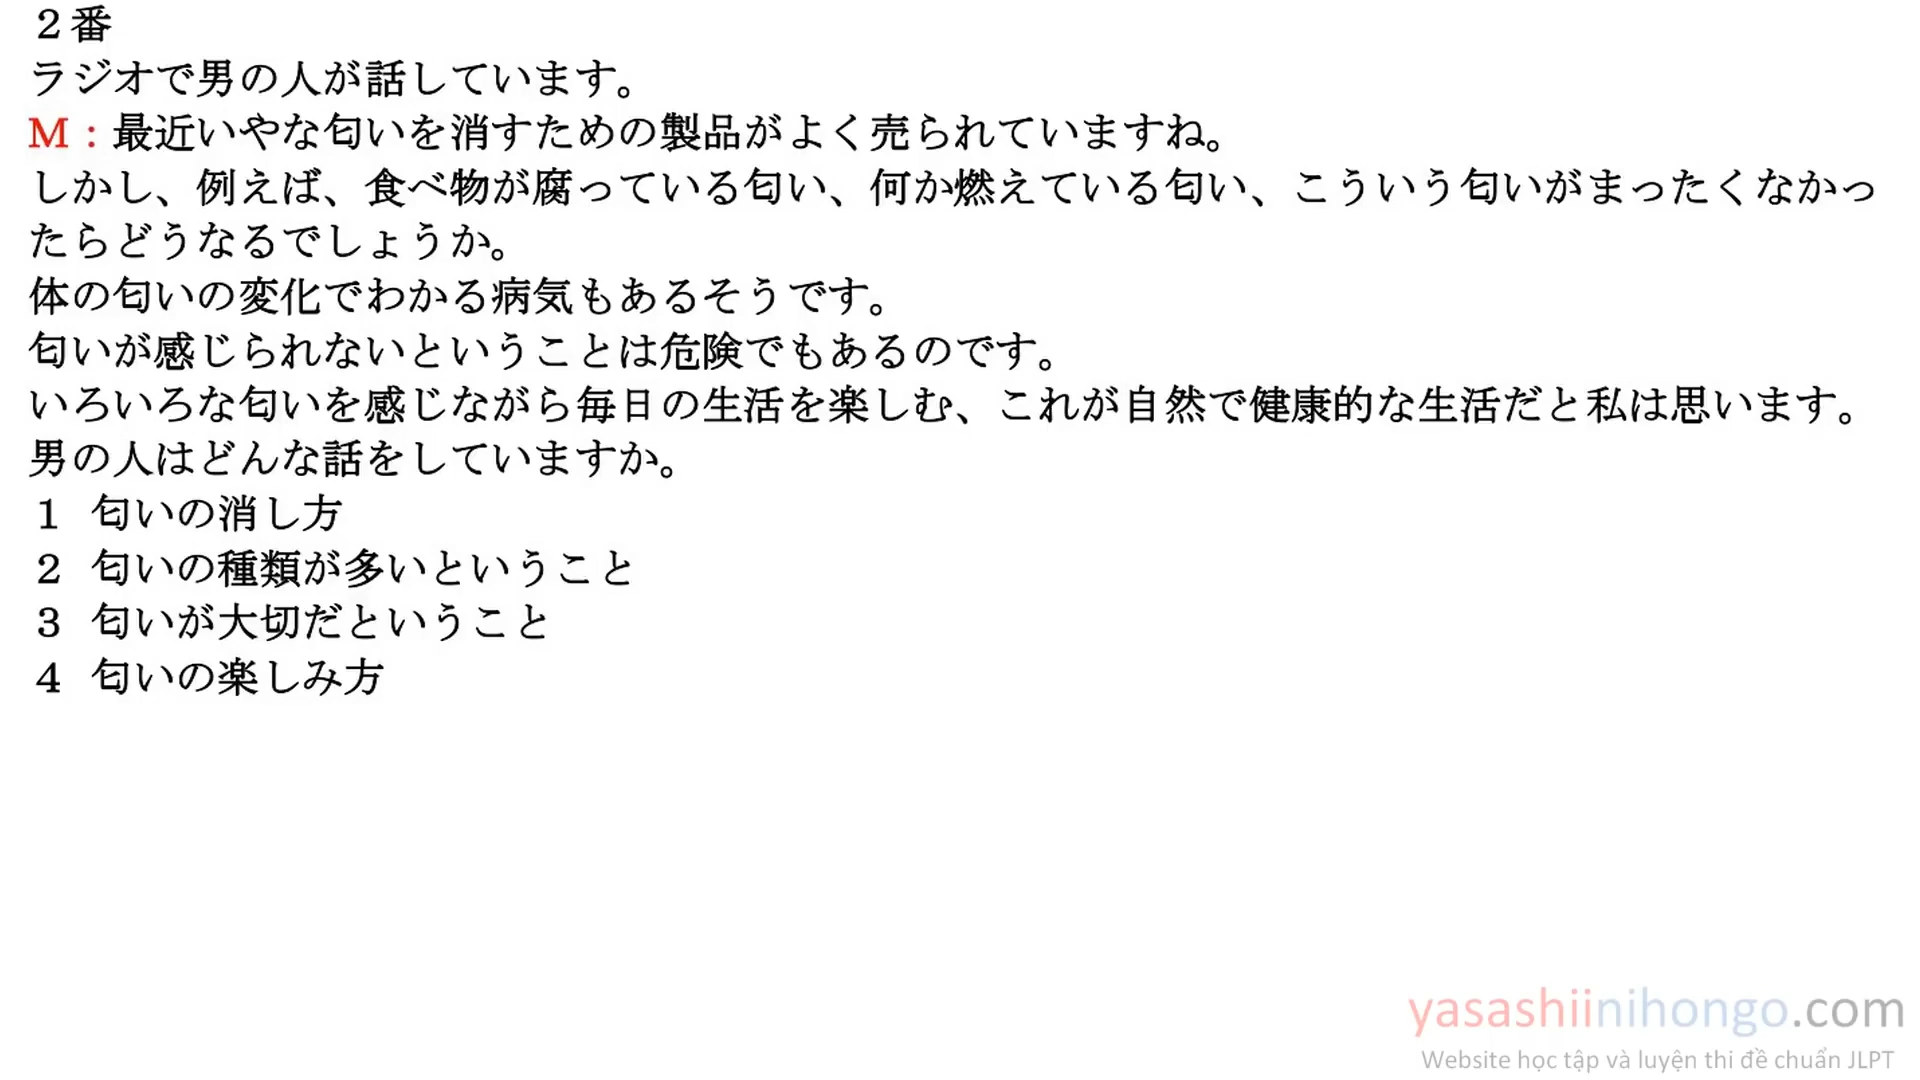 ２番
ラジオで男の人が話しています。
M：最近いやな匂いを消すための製品がよく売られていますね。
しかし、例えば、食べ物が腐っている匂い、何か燃えている匂い、こういう匂いがまったくなかっ
たらどうなるでしょうか。
体の匂いの変化でわかる病気もあるそうです。
匂いが感じられないということは危険でもあるのです。
いろいろな匂いを感じながら毎日の生活を楽しむ、これが自然で健康的な生活だと私は思います。
男の人はどんな話をしていますか。
１ 匂いの消し方
２ 匂いの種類が多いということ
３ 匂いが大切だということ
４ 匂いの楽しみ方
yasashiinihongo.com
Website học tập và luyện thi đề chuẩn JLPT